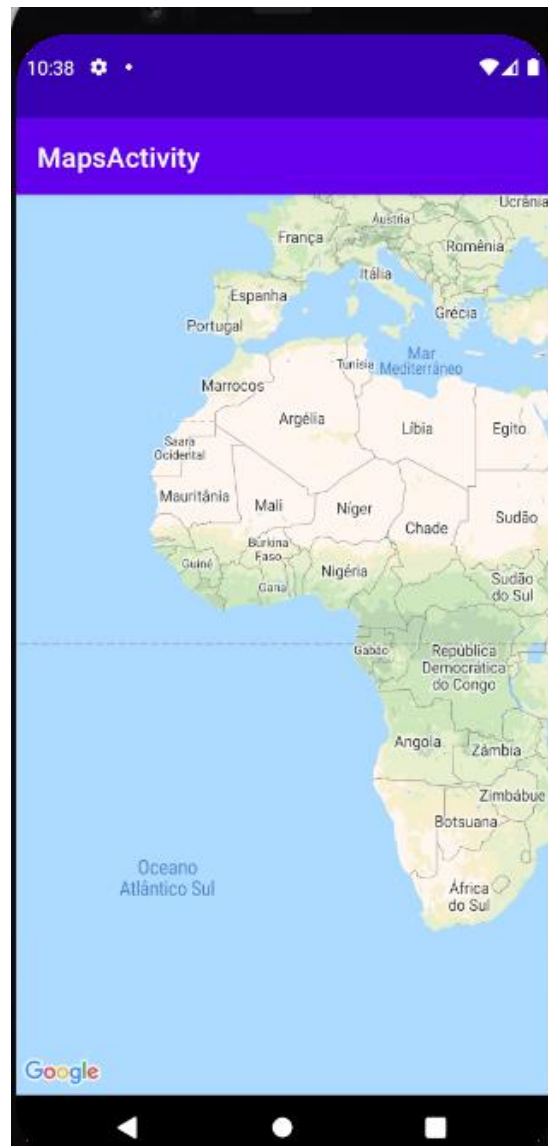 10:38
MapsActivity
Ucrânia
Áustria
França
Romênia
Itália
Espanha
Grécia
Portugal
Mar
Mediterrâneo
Tunísia
Marrocos
Argélia
Líbia
Egito
Saara
Ocidental
Mauritânia
Mali
Níger
Chade
Sudão
Burkina
Faso
Guiné
Nigéria
Gana
Sudão
do Sul
Gabão
República
Democrática
do Congo
Angola
Zâmbia
Zimbábue
Botsuana
Oceano
Atlântico Sul
África
do Sul
Google